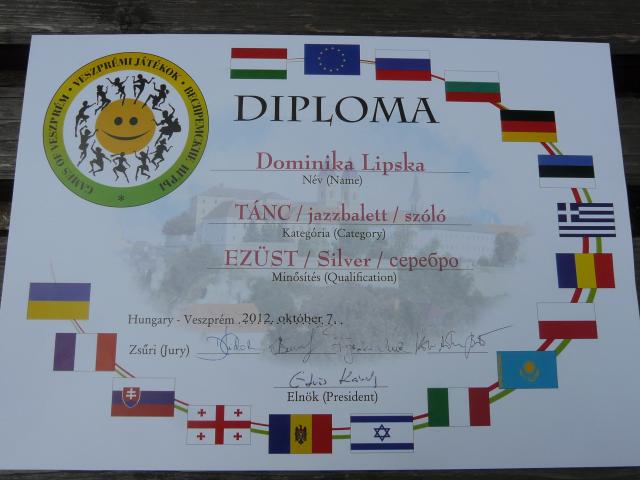 GAMES OF VESZPRÉM • VESZPRÉMI JÁTÉKOK • ВЕСПРЕМСКИЕ ИГРЫ
DIPLOMA
Dominika Lipska
Név (Name)
TÁNC / jazzbalett / szóló
Kategória (Category)
EZÜST / Silver / серебро
Minősítés (Qualification)
Hungary - Veszprém 2012. október 7.
Zsűri (Jury)
Elnök (President)